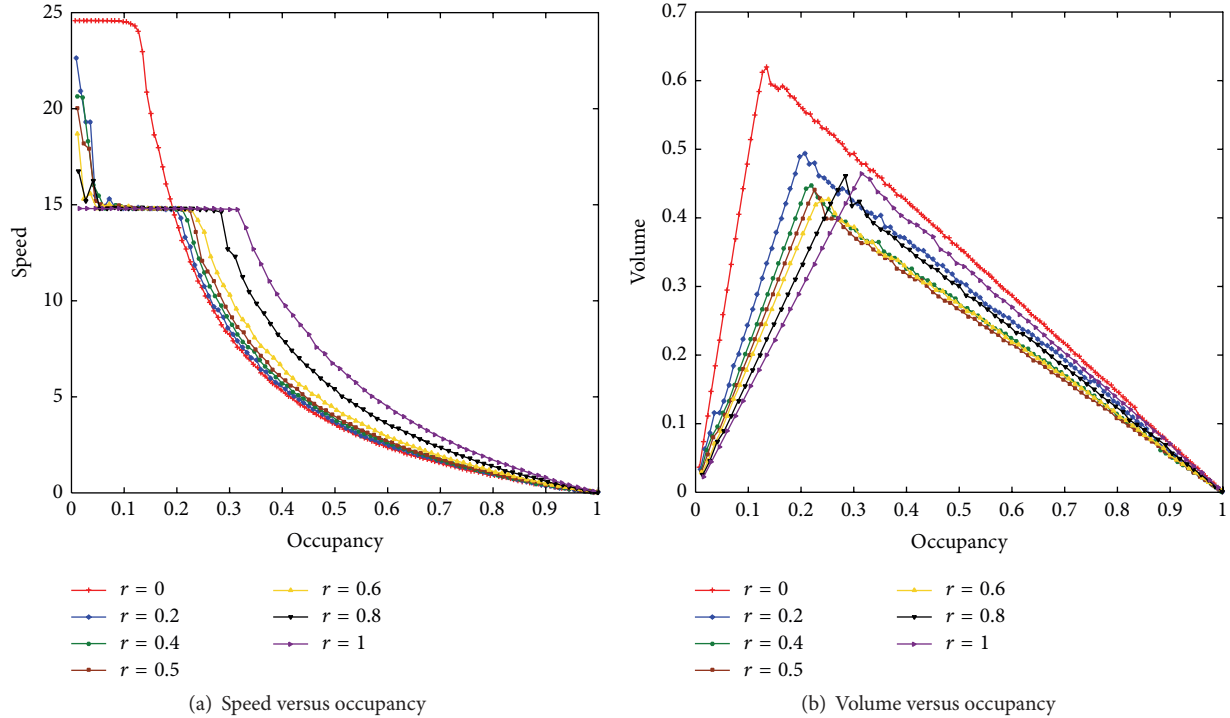 25
20
15
10
5
0
Speed
0 0.1 0.2 0.3 0.4 0.5 0.6 0.7 0.8 0.9 1
Occupancy
r = 0
r = 0.2
r = 0.4
r = 0.5
r = 0.6
r = 0.8
r = 1
(a) Speed versus occupancy
0.7
0.6
0.5
0.4
0.3
0.2
0.1
0
Volume
0 0.1 0.2 0.3 0.4 0.5 0.6 0.7 0.8 0.9 1
Occupancy
r = 0
r = 0.2
r = 0.4
r = 0.5
r = 0.6
r = 0.8
r = 1
(b) Volume versus occupancy